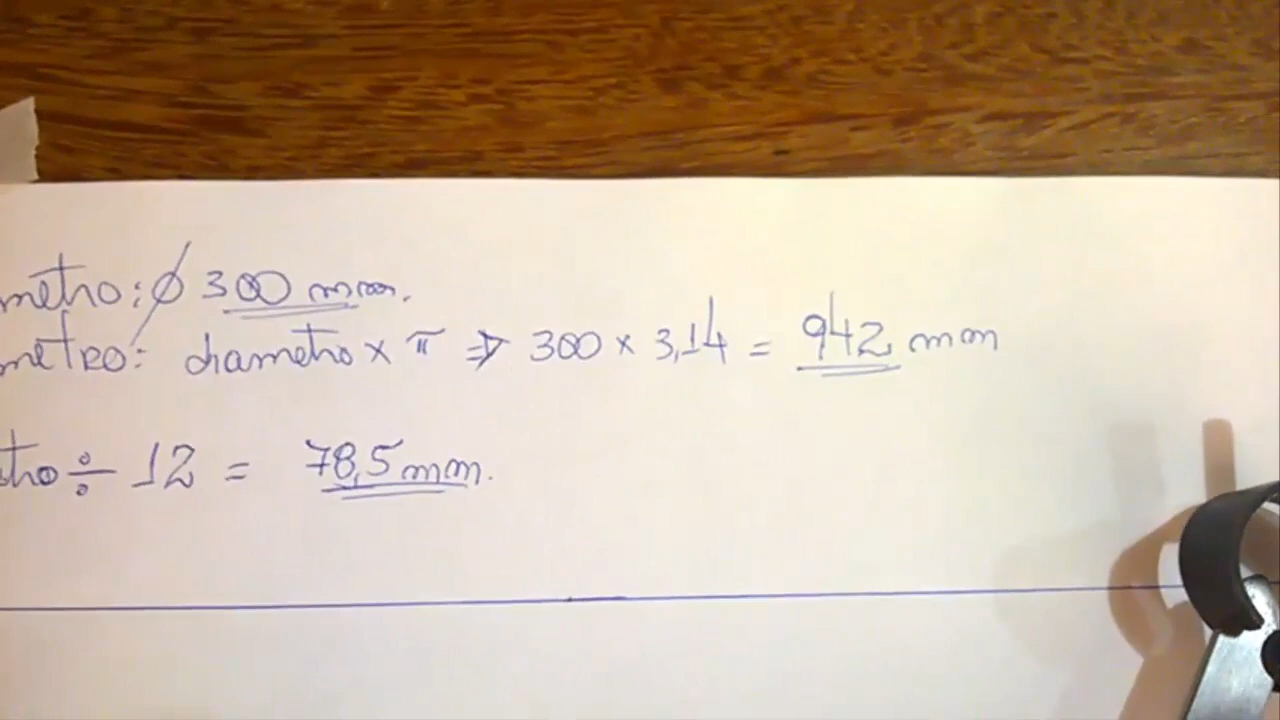 metro: ø 300 mm.
metro: diametro x π ⇒ 300 x 3,14 = 942 mm
tro ÷ 12 = 78,5 mm.